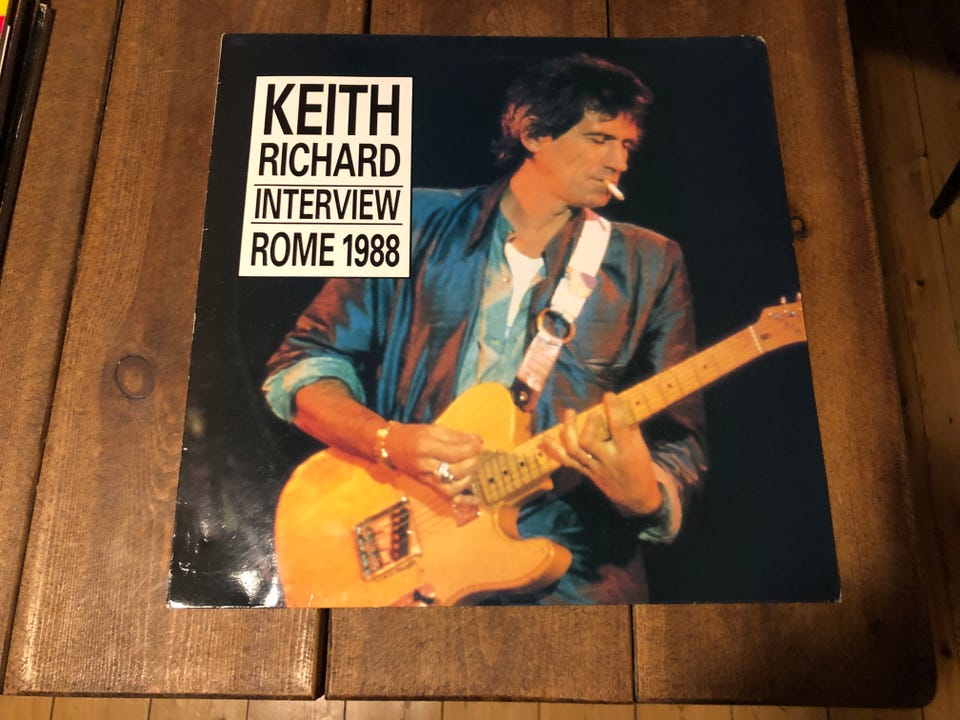 KEITH
RICHARD
INTERVIEW
ROME 1988